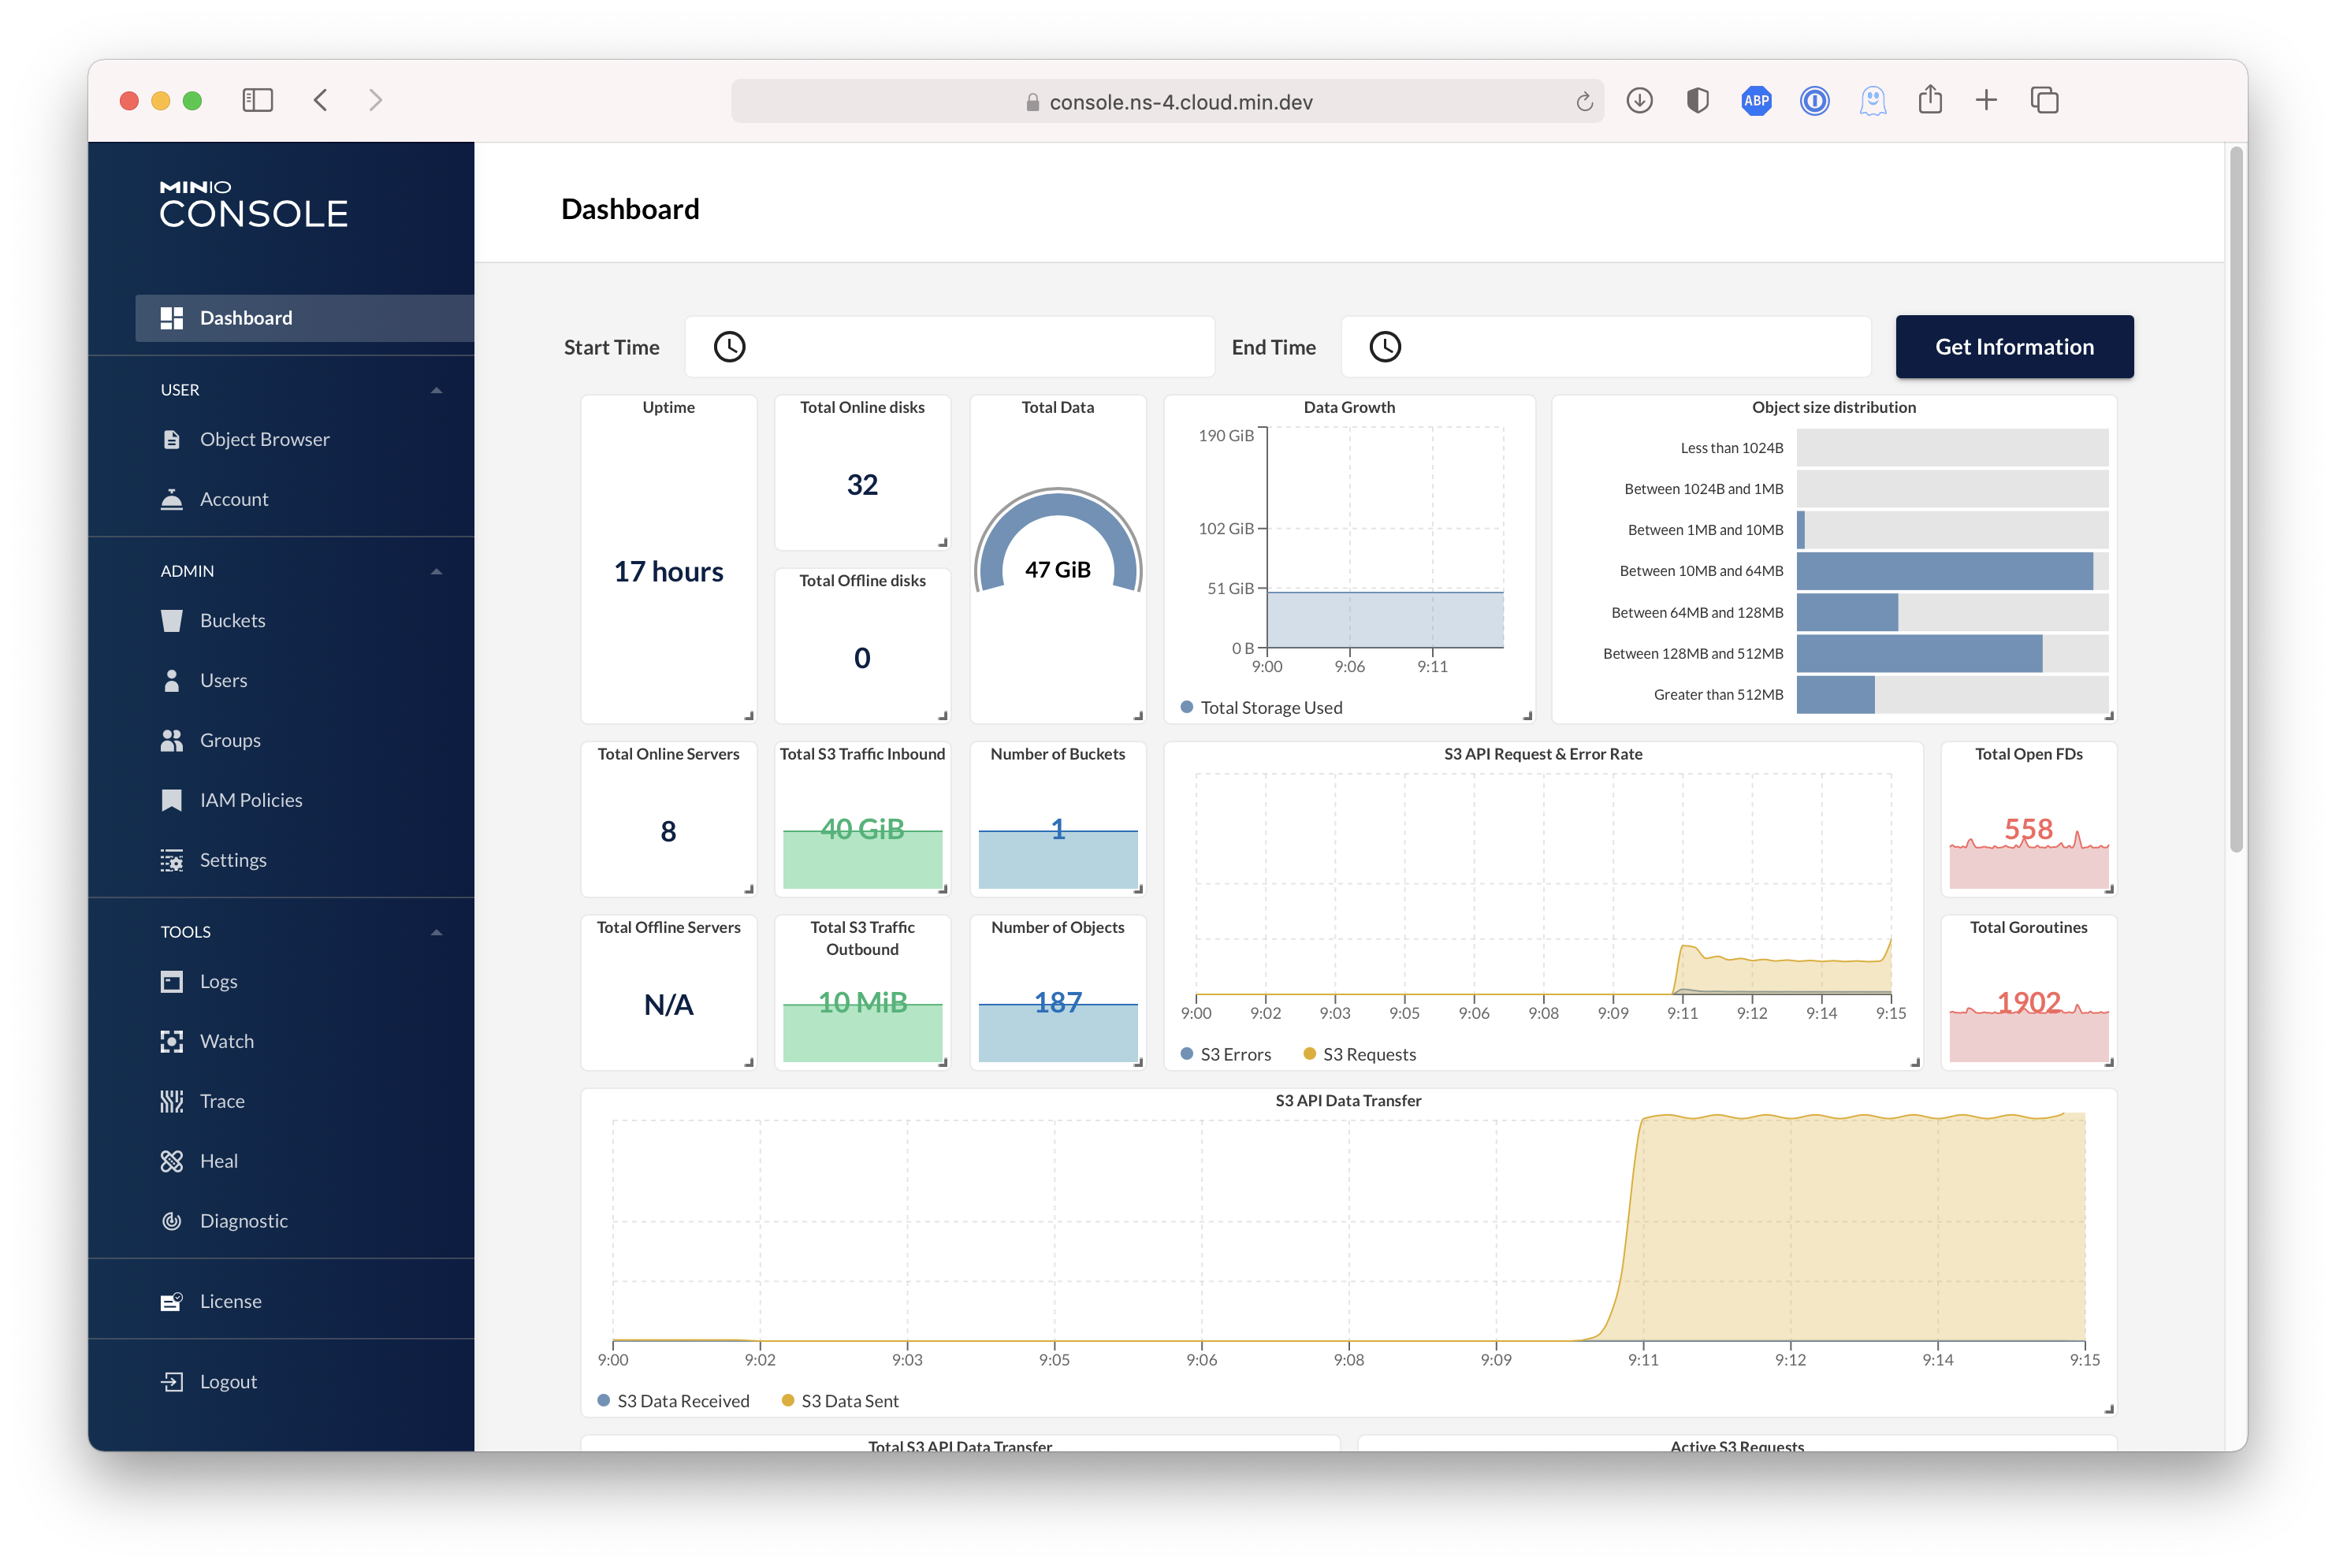 console.ns-4.cloud.min.dev
ABP
MINIO
CONSOLE
Dashboard
USER
Object Browser
Account
ADMIN
Buckets
Users
Groups
IAM Policies
Settings
TOOLS
Logs
Watch
Trace
Heal
Diagnostic
License
Logout
Dashboard
Start Time
End Time
Get Information
Uptime
17 hours
Total Online disks
32
Total Offline disks
0
Total Data
47 GiB
Data Growth
190 GiB
102 GiB
51 GiB
0 B
9:00 9:06 9:11
Total Storage Used
Object size distribution
Less than 1024B
Between 1024B and 1MB
Between 1MB and 10MB
Between 10MB and 64MB
Between 64MB and 128MB
Between 128MB and 512MB
Greater than 512MB
Total Online Servers
8
Total S3 Traffic Inbound
40 GiB
Number of Buckets
1
Total Offline Servers
N/A
Total S3 Traffic
Outbound
10 MiB
Number of Objects
187
S3 API Request & Error Rate
9:00 9:02 9:03 9:05 9:06 9:08 9:09 9:11 9:12 9:14 9:15
S3 Errors S3 Requests
Total Open FDs
558
Total Goroutines
1902
S3 API Data Transfer
9:00 9:02 9:03 9:05 9:06 9:08 9:09 9:11 9:12 9:14 9:15
S3 Data Received S3 Data Sent
Total S3 API Data Transfer
Active S3 Requests